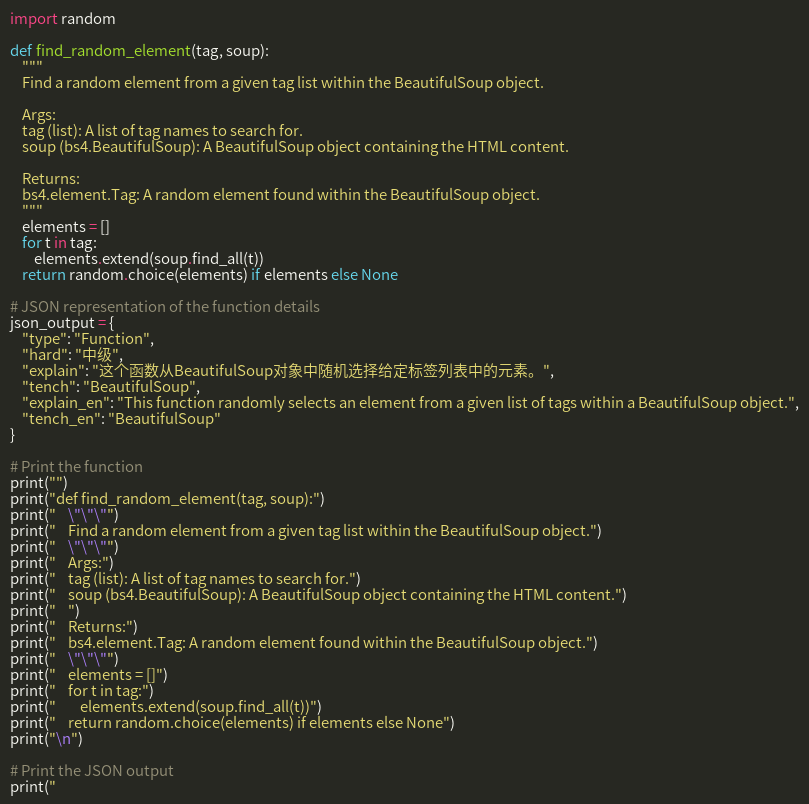 import random

def find_random_element(tag, soup):
    """
    Find a random element from a given tag list within the BeautifulSoup object.

    Args:
    tag (list): A list of tag names to search for.
    soup (bs4.BeautifulSoup): A BeautifulSoup object containing the HTML content.

    Returns:
    bs4.element.Tag: A random element found within the BeautifulSoup object.
    """
    elements = []
    for t in tag:
        elements.extend(soup.find_all(t))
    return random.choice(elements) if elements else None

# JSON representation of the function details
json_output = {
    "type": "Function",
    "hard": "中级",
    "explain": "这个函数从BeautifulSoup对象中随机选择给定标签列表中的元素。",
    "tench": "BeautifulSoup",
    "explain_en": "This function randomly selects an element from a given list of tags within a BeautifulSoup object.",
    "tench_en": "BeautifulSoup"
}

# Print the function
print("")
print("def find_random_element(tag, soup):")
print("    \"\"\"")
print("    Find a random element from a given tag list within the BeautifulSoup object.")
print("    \"\"\"")
print("    Args:")
print("    tag (list): A list of tag names to search for.")
print("    soup (bs4.BeautifulSoup): A BeautifulSoup object containing the HTML content.")
print("    ")
print("    Returns:")
print("    bs4.element.Tag: A random element found within the BeautifulSoup object.")
print("    \"\"\"")
print("    elements = []")
print("    for t in tag:")
print("        elements.extend(soup.find_all(t))")
print("    return random.choice(elements) if elements else None")
print("\n")

# Print the JSON output
print("